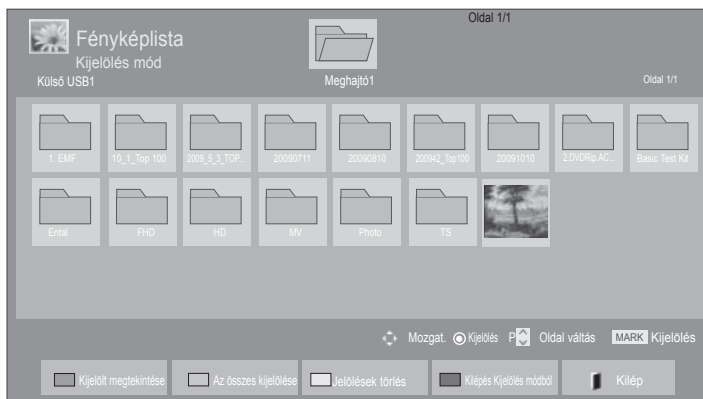 Oldal 1/1
Fényképlista
Kijelölés mód
Külső USB1
Meghajtó1
Oldal 1/1
1. EMF 10_1_Top 100 2009_5_3_TOP... 20090711 20090810 200942_Top100 20091010 2.DVDRip.AC... Basic Test Kit
Ental FHD HD MV Photo TS
Mozgat. Kijelölés P Oldal váltás MARK Kijelölés
Kijelölt megtekintése Az összes kijelölése Jelölések törlés Kilépés Kijelölés módból Kilép